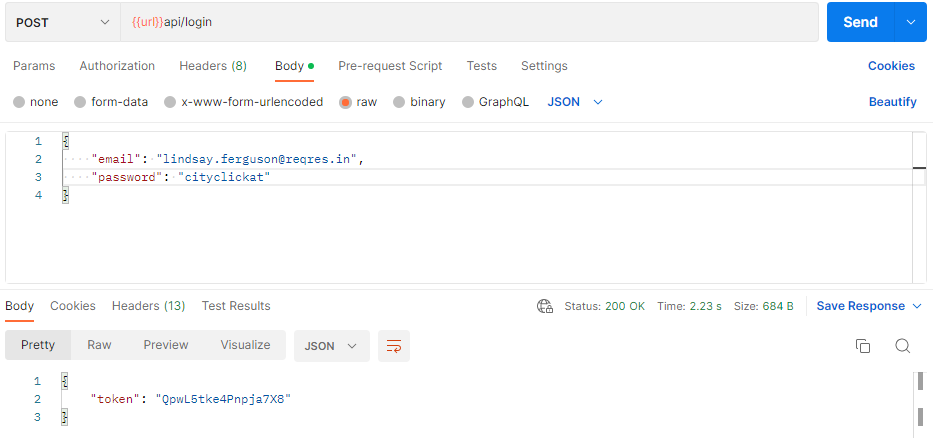 POST {{url}}api/login Send
Params Authorization Headers (8) Body Pre-request Script Tests Settings Cookies
none form-data x-www-form-urlencoded raw binary GraphQL JSON Beautify
1 {
2 ····"email":·"lindsay.ferguson@reqres.in",
3 ····"password":·"cityclickat"
4 }
Body Cookies Headers (13) Test Results Status: 200 OK Time: 2.23 s Size: 684 B Save Response
Pretty Raw Preview Visualize JSON
1 {
2 "token": "QpwL5tke4Pnpja7X8"
3 }